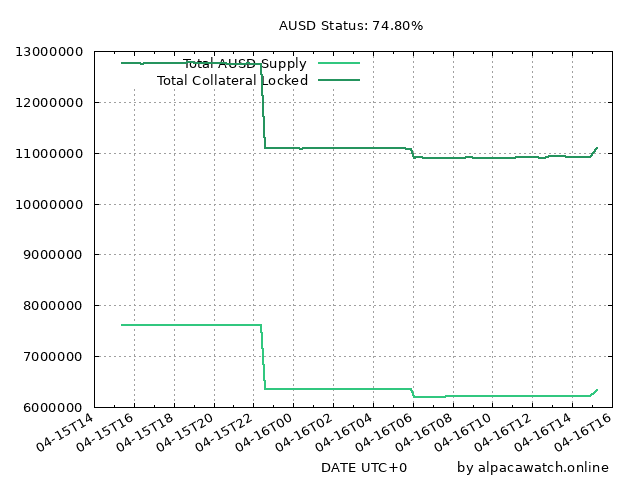 AUSD Status: 74.80%
Total AUSD Supply
Total Collateral Locked
13000000
12000000
11000000
10000000
9000000
8000000
7000000
6000000
04-15T14
04-15T16
04-15T18
04-15T20
04-15T22
04-16T00
04-16T02
04-16T04
04-16T06
04-16T08
04-16T10
04-16T12
04-16T14
04-16T16
DATE UTC+0
by alpacawatch.online